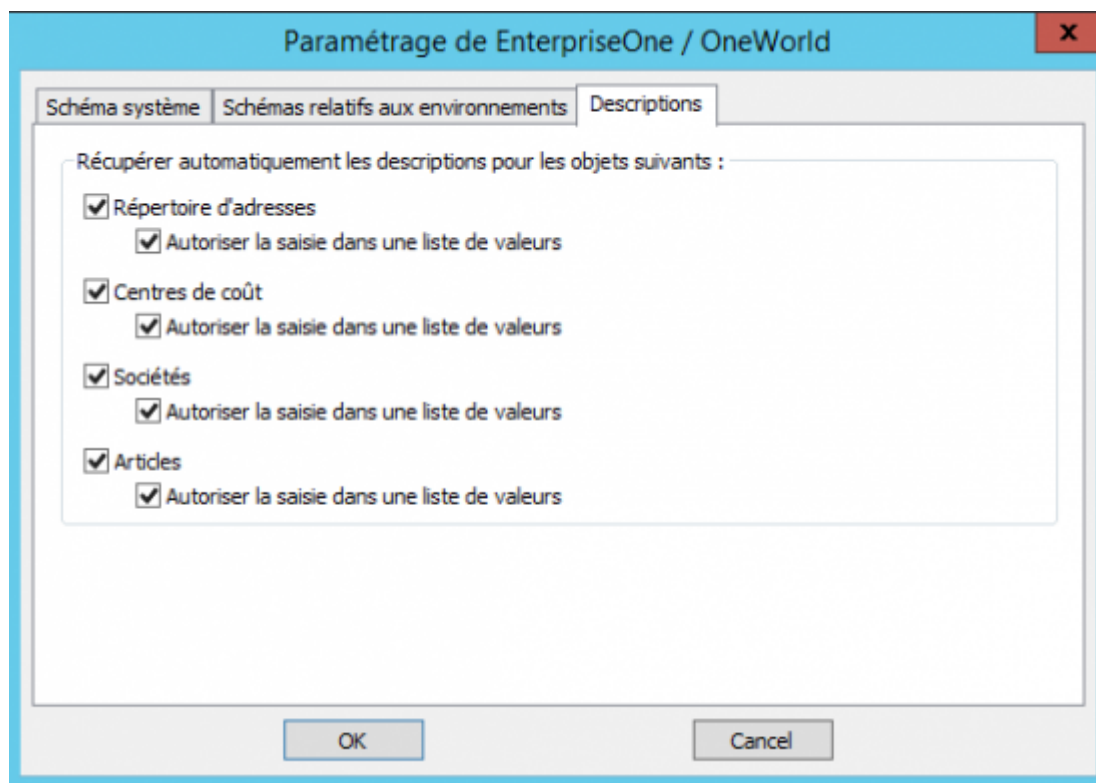 Paramétrage de EnterpriseOne / OneWorld
x
Schéma système
Schémas relatifs aux environnements
Descriptions
Récupérer automatiquement les descriptions pour les objets suivants :
Répertoire d'adresses
Autoriser la saisie dans une liste de valeurs
Centres de coût
Autoriser la saisie dans une liste de valeurs
Sociétés
Autoriser la saisie dans une liste de valeurs
Articles
Autoriser la saisie dans une liste de valeurs
OK
Cancel